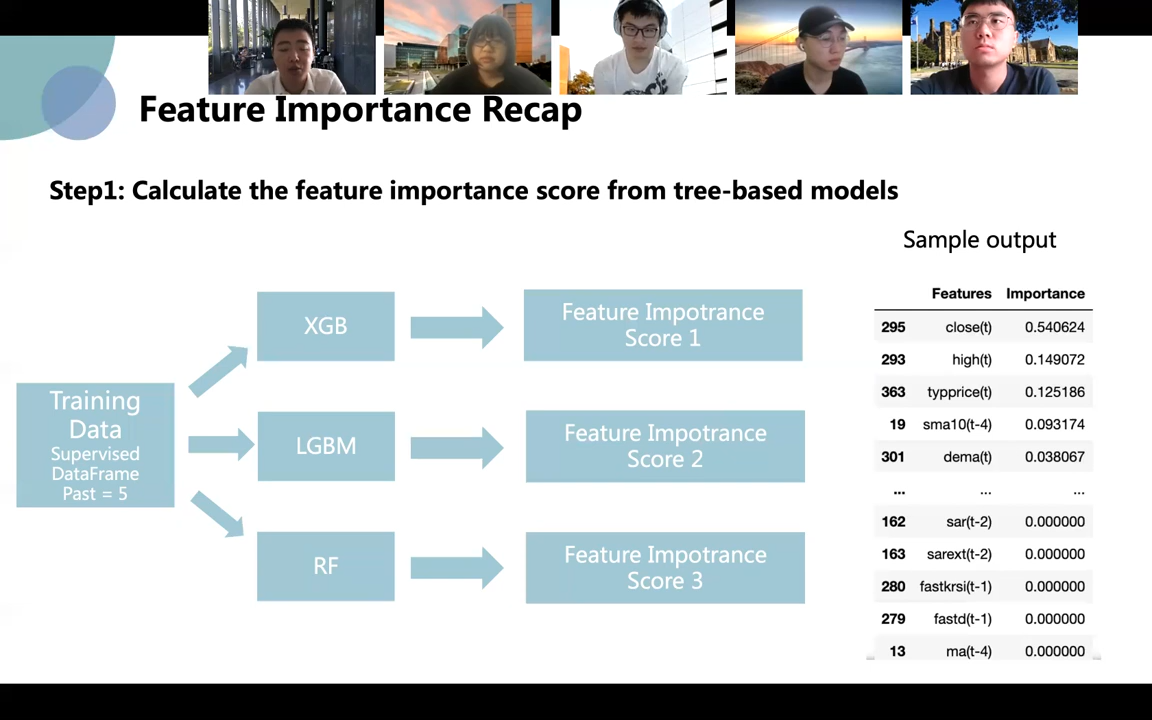 Feature Importance Recap
Step1: Calculate the feature importance score from tree-based models
Training
Data
Supervised
DataFrame
Past = 5
XGB
Feature Impotrance
Score 1
LGBM
Feature Impotrance
Score 2
RF
Feature Impotrance
Score 3
Sample output
Features Importance
295 close(t) 0.540624
293 high(t) 0.149072
363 typprice(t) 0.125186
19 sma10(t-4) 0.093174
301 dema(t) 0.038067
... ... ...
162 sar(t-2) 0.000000
163 sarext(t-2) 0.000000
280 fastkrsi(t-1) 0.000000
279 fastd(t-1) 0.000000
13 ma(t-4) 0.000000